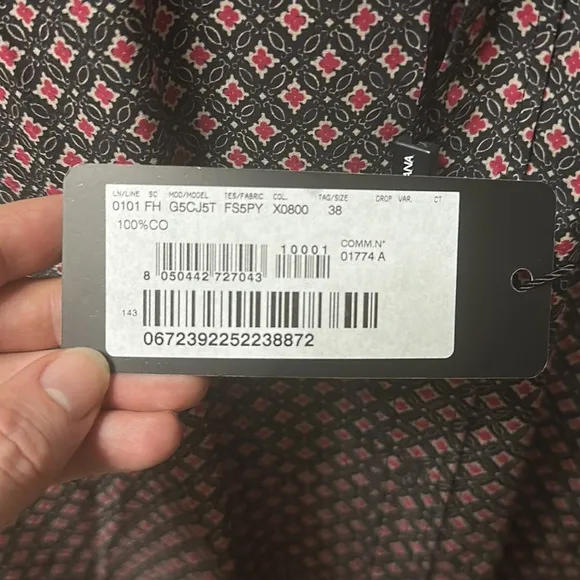 LN/LINE SC MOD/MODEL TES/FABRIC COL. TAG/SIZE DROP VAR. CT
0101 FH G5CJ5T FS5PY X0800 38
100%CO
10001
COMM.N°
01774 A
8 050442 727043
143
0672392252238872
ANA